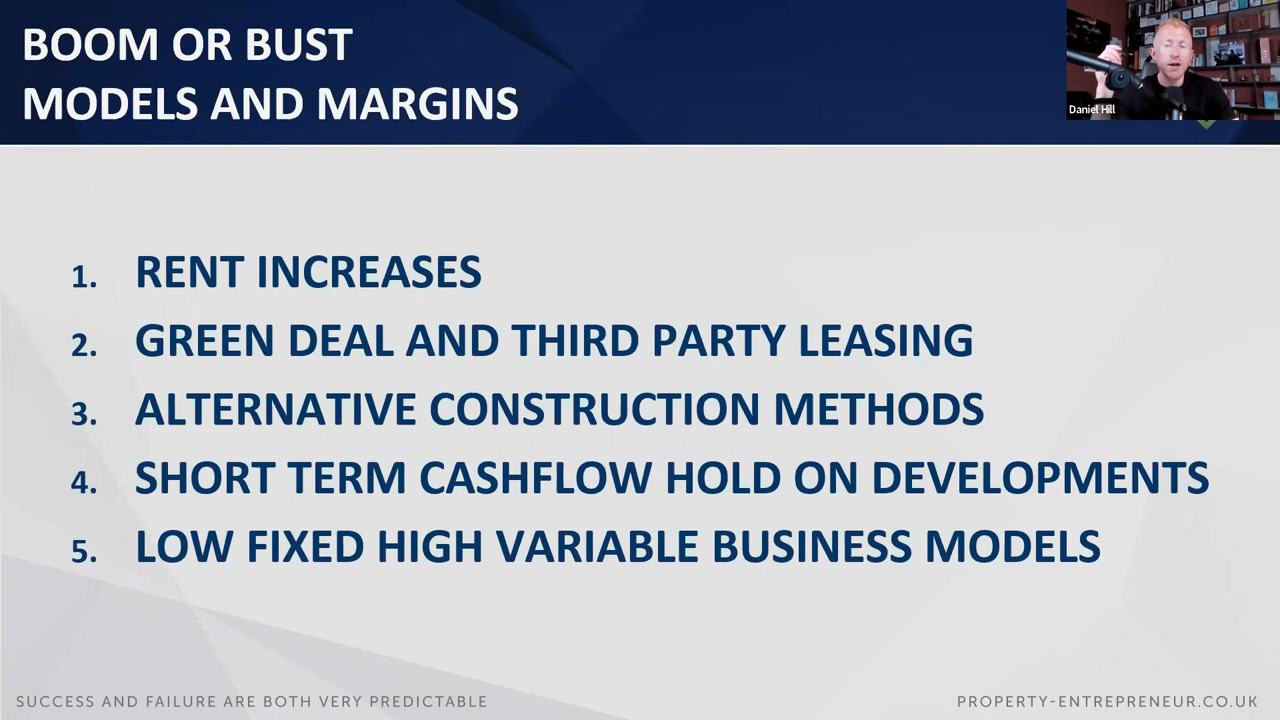 BOOM OR BUST
MODELS AND MARGINS
Daniel Hill
1. RENT INCREASES
2. GREEN DEAL AND THIRD PARTY LEASING
3. ALTERNATIVE CONSTRUCTION METHODS
4. SHORT TERM CASHFLOW HOLD ON DEVELOPMENTS
5. LOW FIXED HIGH VARIABLE BUSINESS MODELS
SUCCESS AND FAILURE ARE BOTH VERY PREDICTABLE
PROPERTY-ENTREPRENEUR.CO.UK